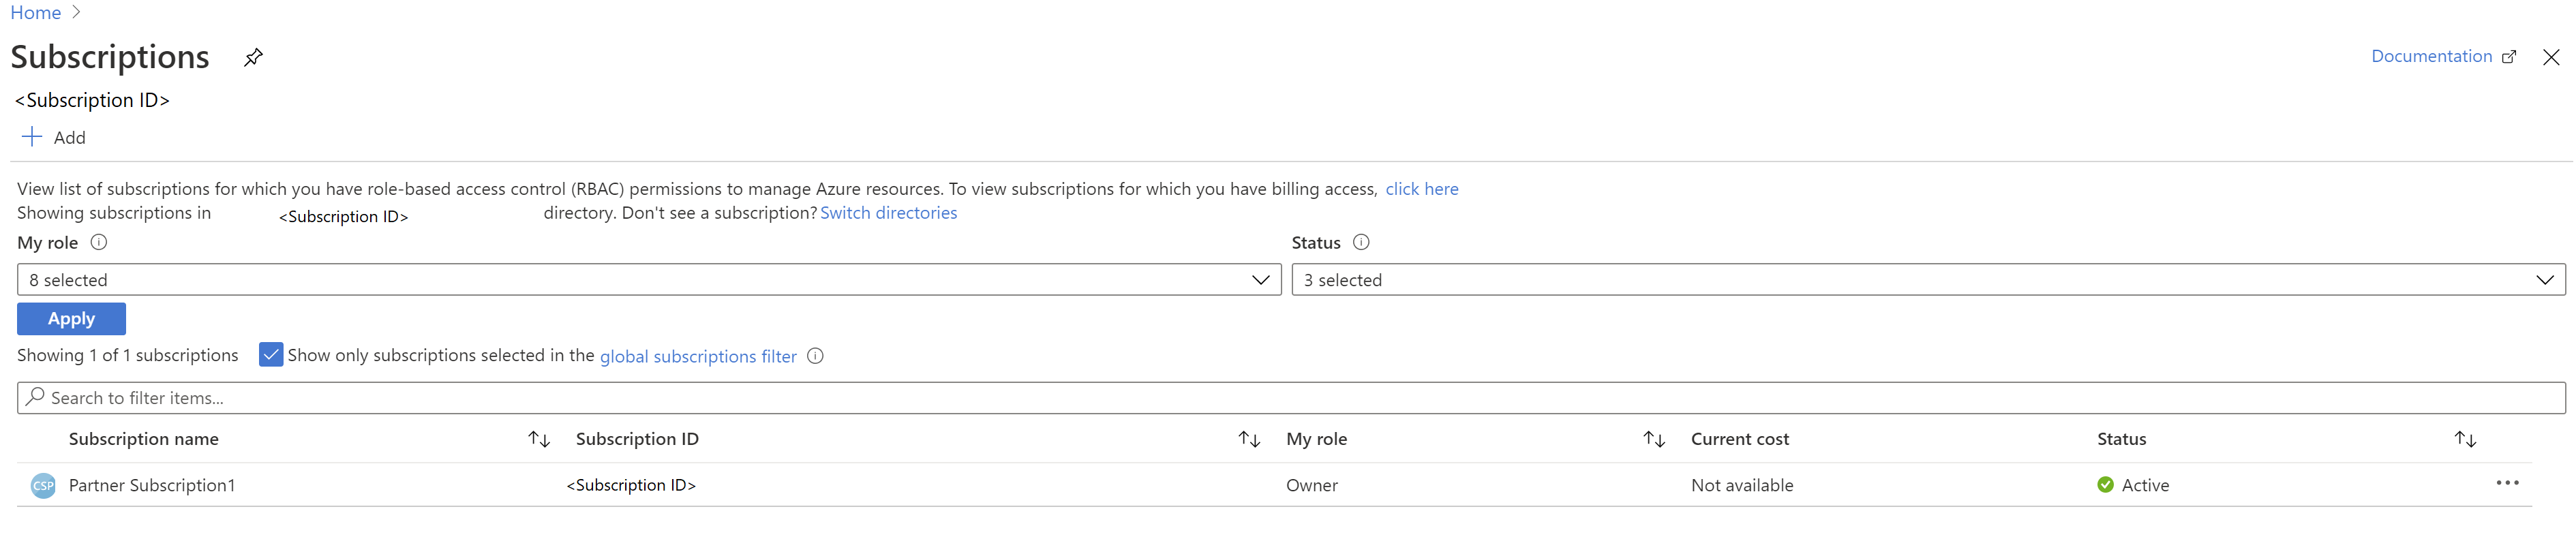 Home >
Subscriptions
Documentation
<Subscription ID>
+ Add
View list of subscriptions for which you have role-based access control (RBAC) permissions to manage Azure resources. To view subscriptions for which you have billing access, click here
Showing subscriptions in <Subscription ID> directory. Don't see a subscription? Switch directories
My role Status
8 selected 3 selected
Apply
Showing 1 of 1 subscriptions Show only subscriptions selected in the global subscriptions filter
Search to filter items...
Subscription name Subscription ID My role Current cost Status
CSP Partner Subscription1 <Subscription ID> Owner Not available Active ...